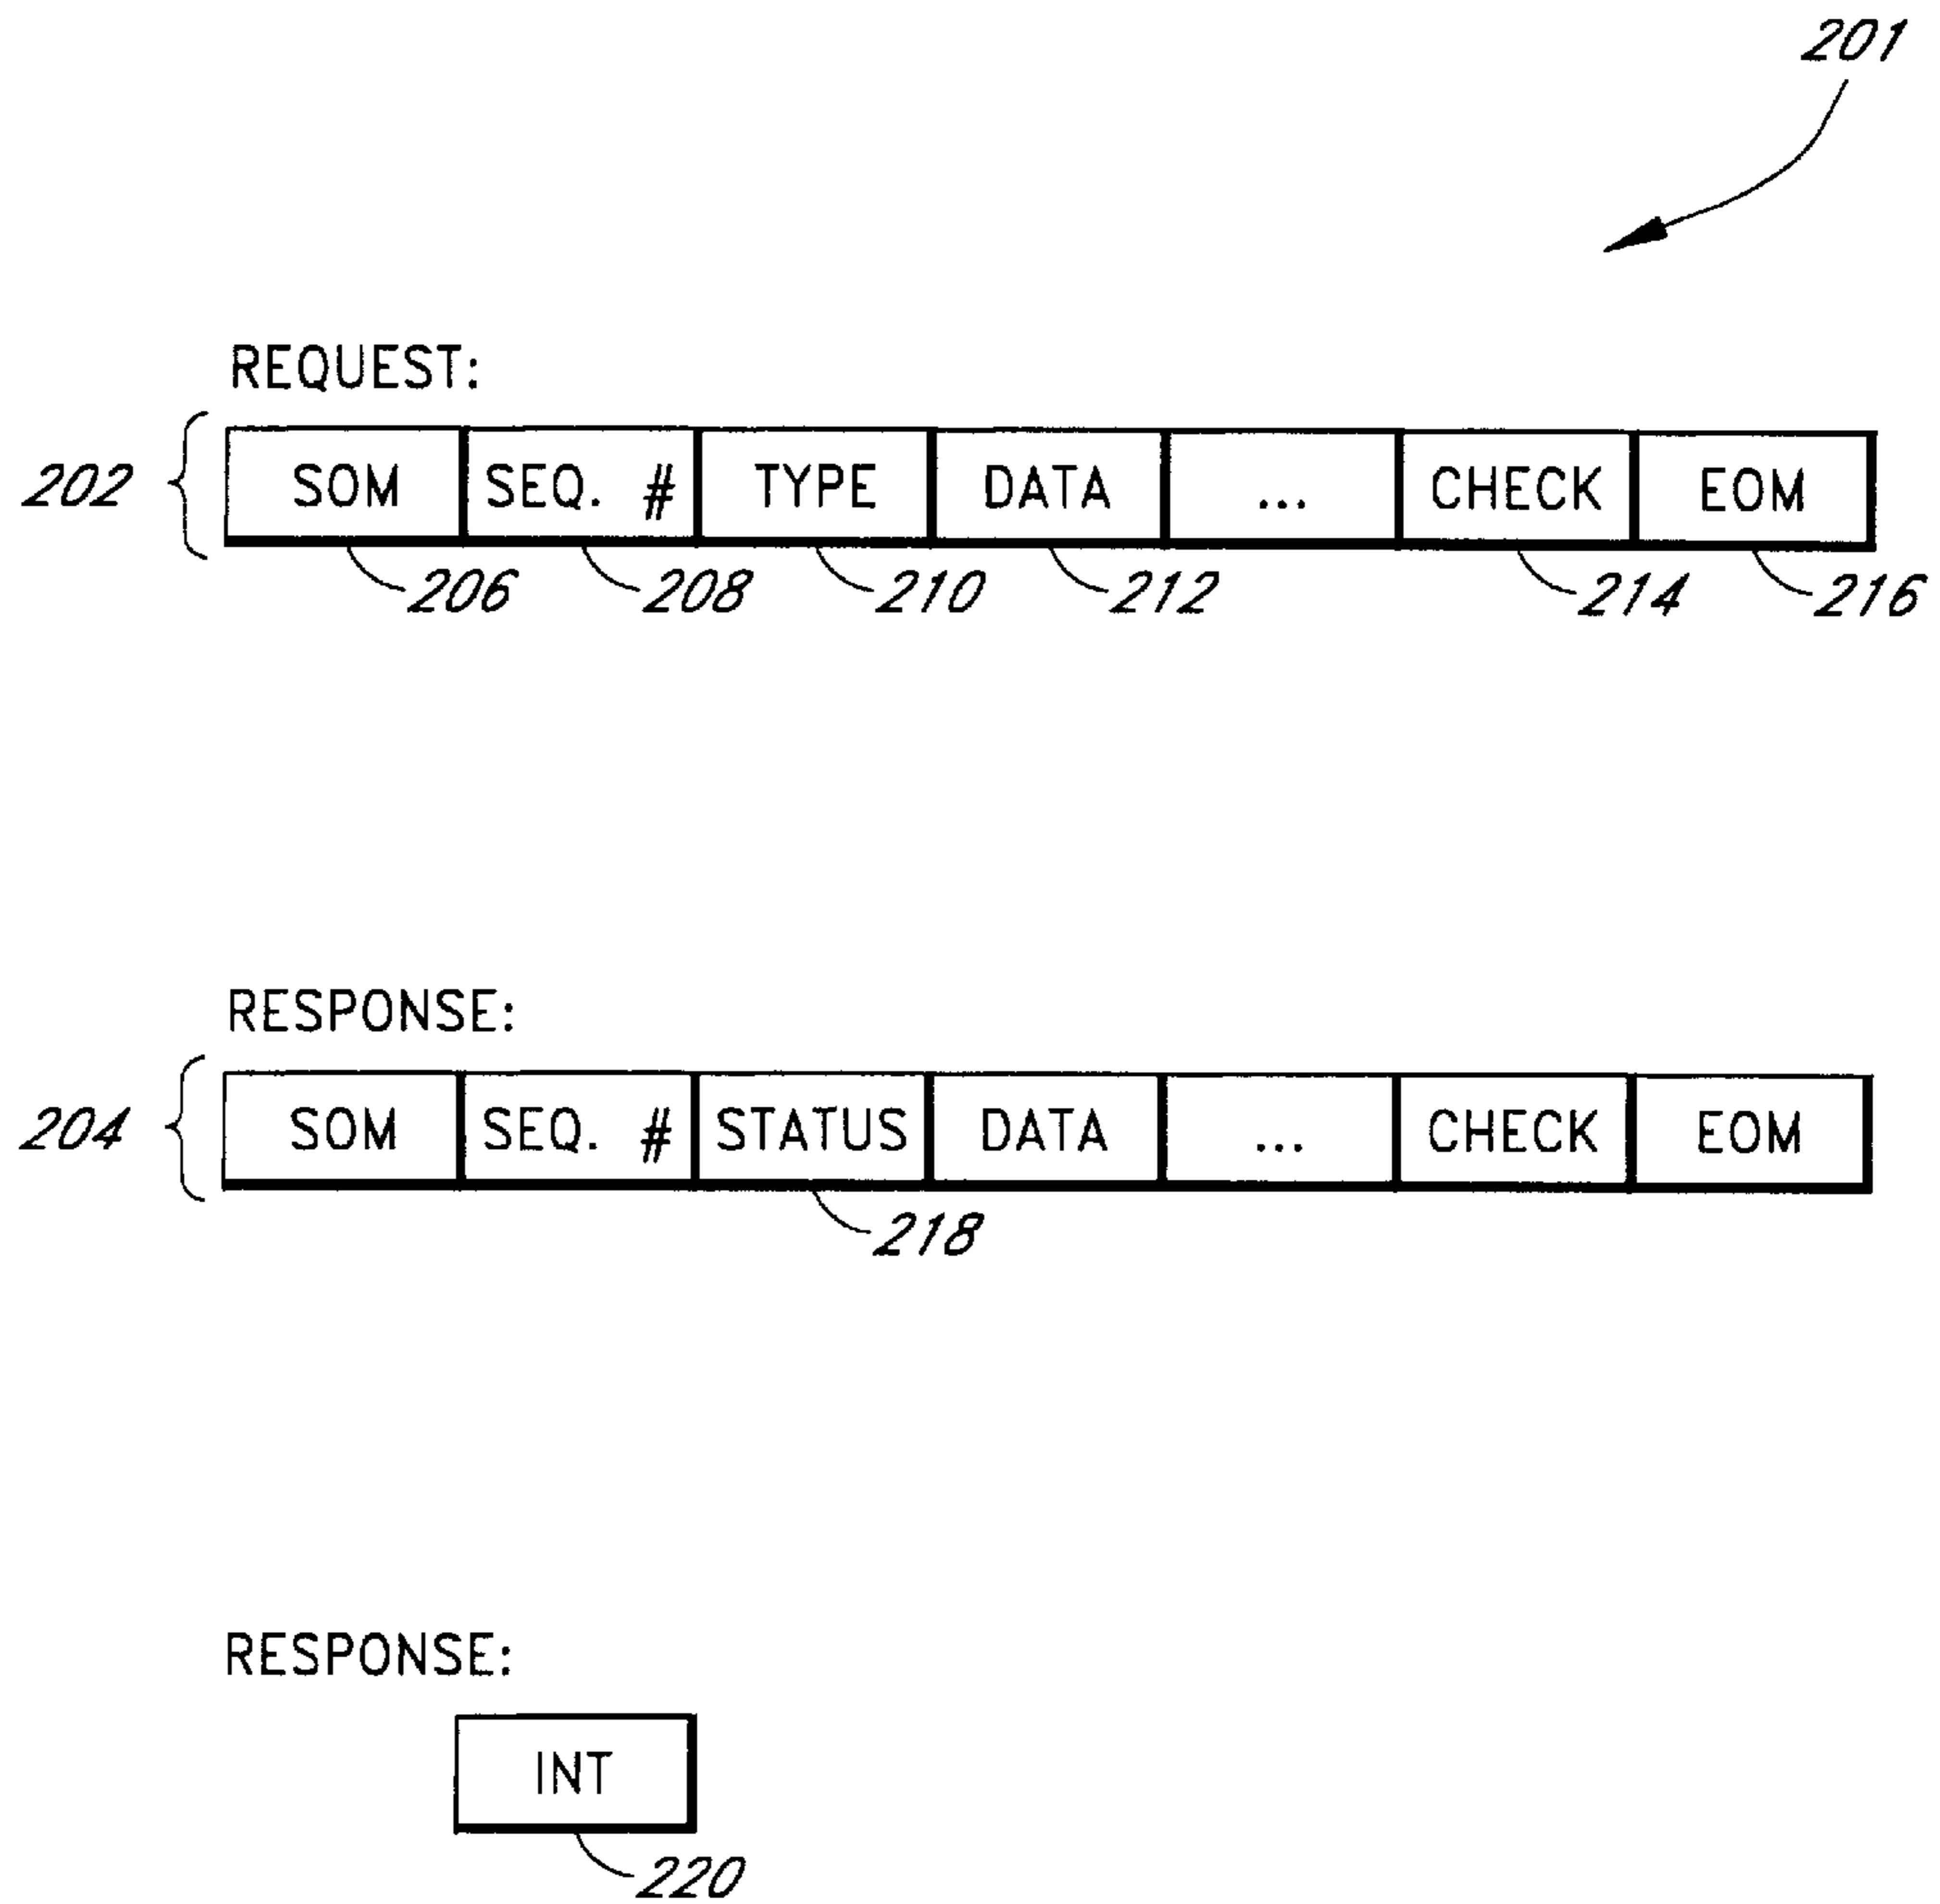 201
REQUEST:
202 SOM SEQ. # TYPE DATA ... CHECK EOM
206 208 210 212 214 216
RESPONSE:
204 SOM SEQ. # STATUS DATA ... CHECK EOM
218
RESPONSE:
INT
220